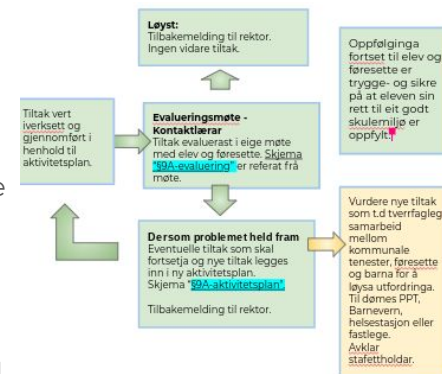 Løyst:
Tilbakemelding til rektor.
Ingen vidare tiltak.
Oppfølginga
fortset til elev og
føresette er
trygge- og sikre
på at eleven sin
rett til eit godt
skulemiljø er
oppfylt.
Tiltak vert
iverksett og
gjennomført i
henhold til
aktivitetsplan.
Evalueringsmøte -
Kontaktlærar
Tiltak evaluerast i eige møte
med elev og føresette. Skjema
"§9A-evaluering" er referat frå
møte.
Dersom problemet held fram
Eventuelle tiltak som skal
fortsetja og nye tiltak legges
inn i ny aktivitetsplan.
Skjema "§9A-aktivitetsplan".
Tilbakemelding til rektor.
Vurdere nye tiltak
som t.d tverrfagleg
samarbeid
mellom
kommunale
tenester, føresette
og barna for å
løysa utfordringa.
Til dømes PPT,
Barnevern,
helsestasjon eller
fastlege.
Avklar
stafettholdar.